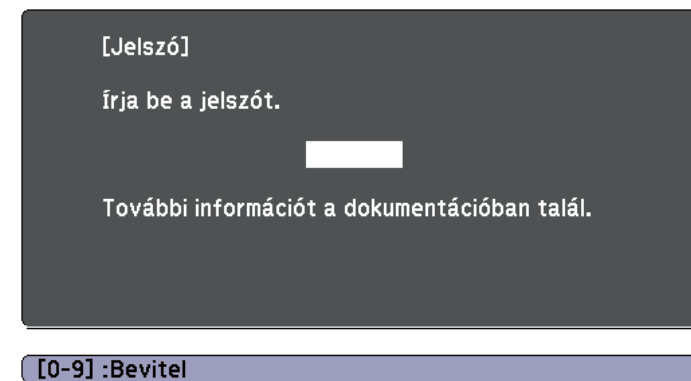 [Jelszó]
Írja be a jelszót.
További információt a dokumentációban talál.
[0-9] :Bevitel